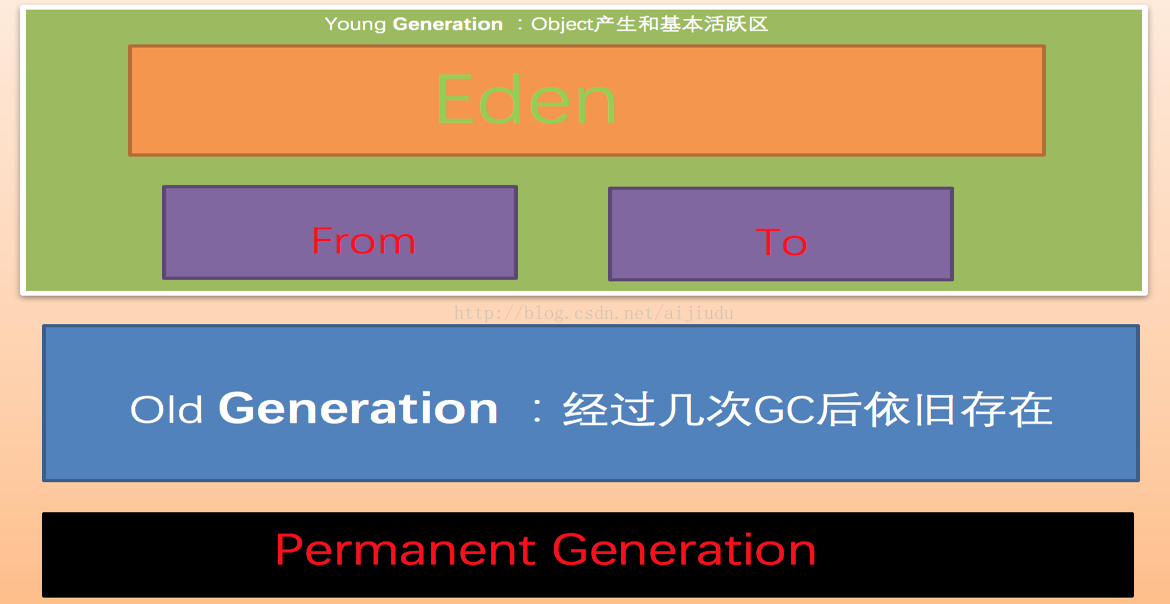 Young Generation ：Object产生和基本活跃区
Eden
From
To
http://blog.csdn.net/aijiudu
Old Generation ：经过几次GC后依旧存在
Permanent Generation